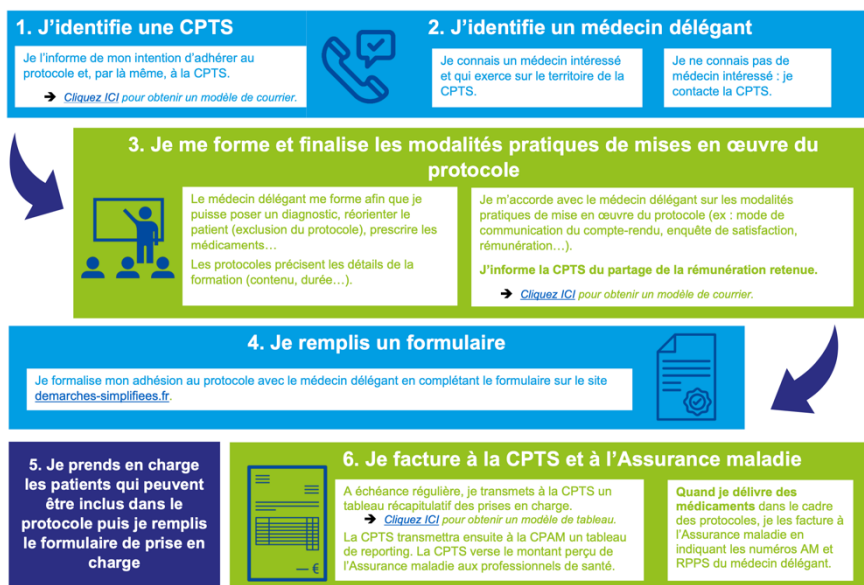 1. J’identifie une CPTS
Je l’informe de mon intention d’adhérer au
protocole et, par là même, à la CPTS.
➔ Cliquez ICI pour obtenir un modèle de courrier.
2. J’identifie un médecin délégant
Je connais un médecin intéressé
et qui exerce sur le territoire de la
CPTS.
Je ne connais pas de
médecin intéressé : je
contacte la CPTS.
3. Je me forme et finalise les modalités pratiques de mises en œuvre du
protocole
Le médecin délégant me forme afin que je
puisse poser un diagnostic, réorienter le
patient (exclusion du protocole), prescrire les
médicaments…
Les protocoles précisent les détails de la
formation (contenu, durée…).
Je m’accorde avec le médecin délégant sur les modalités
pratiques de mise en œuvre du protocole (ex : mode de
communication du compte-rendu, enquête de satisfaction,
rémunération…).
J’informe la CPTS du partage de la rémunération retenue.
➔ Cliquez ICI pour obtenir un modèle de courrier.
4. Je remplis un formulaire
Je formalise mon adhésion au protocole avec le médecin délégant en complétant le formulaire sur le site
demarches-simplifiees.fr.
5. Je prends en charge
les patients qui peuvent
être inclus dans le
protocole puis je remplis
le formulaire de prise en
charge
6. Je facture à la CPTS et à l’Assurance maladie
A échéance régulière, je transmets à la CPTS un
tableau récapitulatif des prises en charge.
➔ Cliquez ICI pour obtenir un modèle de tableau.
La CPTS transmettra ensuite à la CPAM un tableau
de reporting. La CPTS verse le montant perçu de
l’Assurance maladie aux professionnels de santé.
Quand je délivre des
médicaments dans le cadre
des protocoles, je les facture à
l’Assurance maladie en
indiquant les numéros AM et
RPPS du médecin délégant.
— €